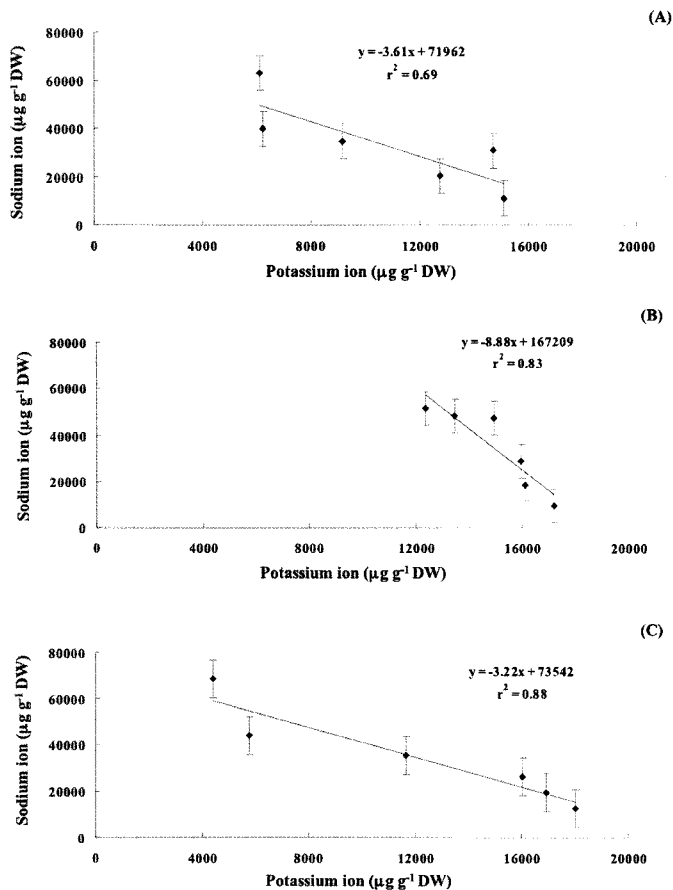 (A)
80000
60000
40000
20000
0
Sodium ion (µg g-1 DW)
y = -3.61x + 71962
r2 = 0.69
0 4000 8000 12000 16000 20000
Potassium ion (µg g-1 DW)
(B)
80000
60000
40000
20000
0
Sodium ion (µg g-1 DW)
y = -8.88x + 167209
r2 = 0.83
0 4000 8000 12000 16000 20000
Potassium ion (µg g-1 DW)
(C)
80000
60000
40000
20000
0
Sodium ion (µg g-1 DW)
y = -3.22x + 73542
r2 = 0.88
0 4000 8000 12000 16000 20000
Potassium ion (µg g-1 DW)